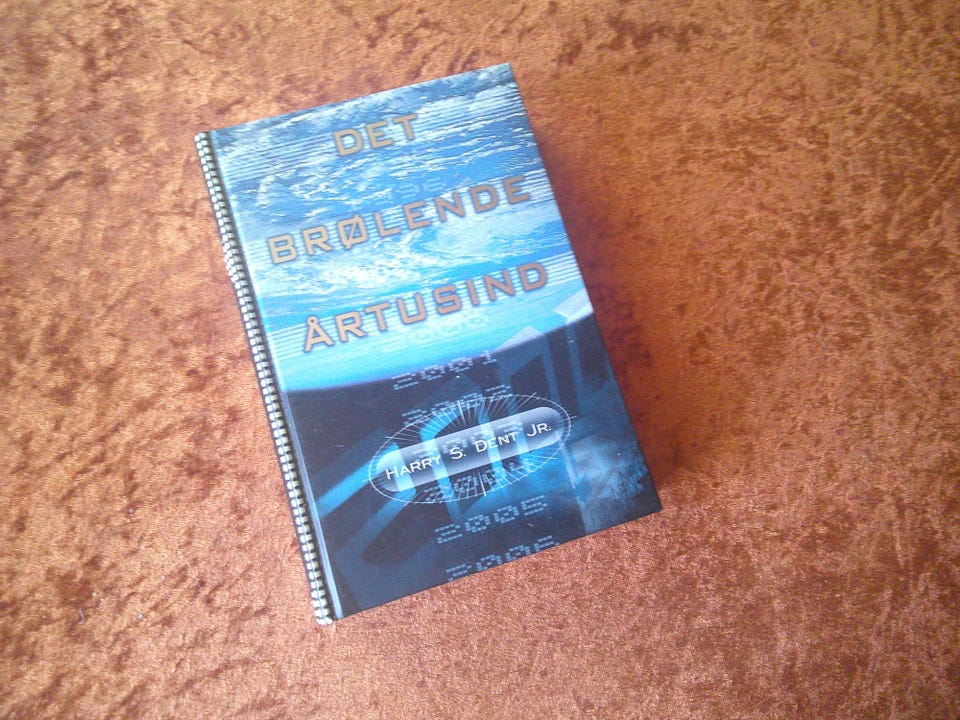 DET
BRØLENDE
ÅRTUSIND
2001
HARRY S. DENT JR.
2005